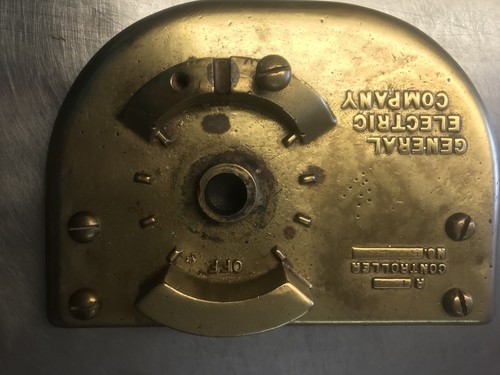 GENERAL
ELECTRIC
COMPANY
R
CONTROLLER
NO.
OFF